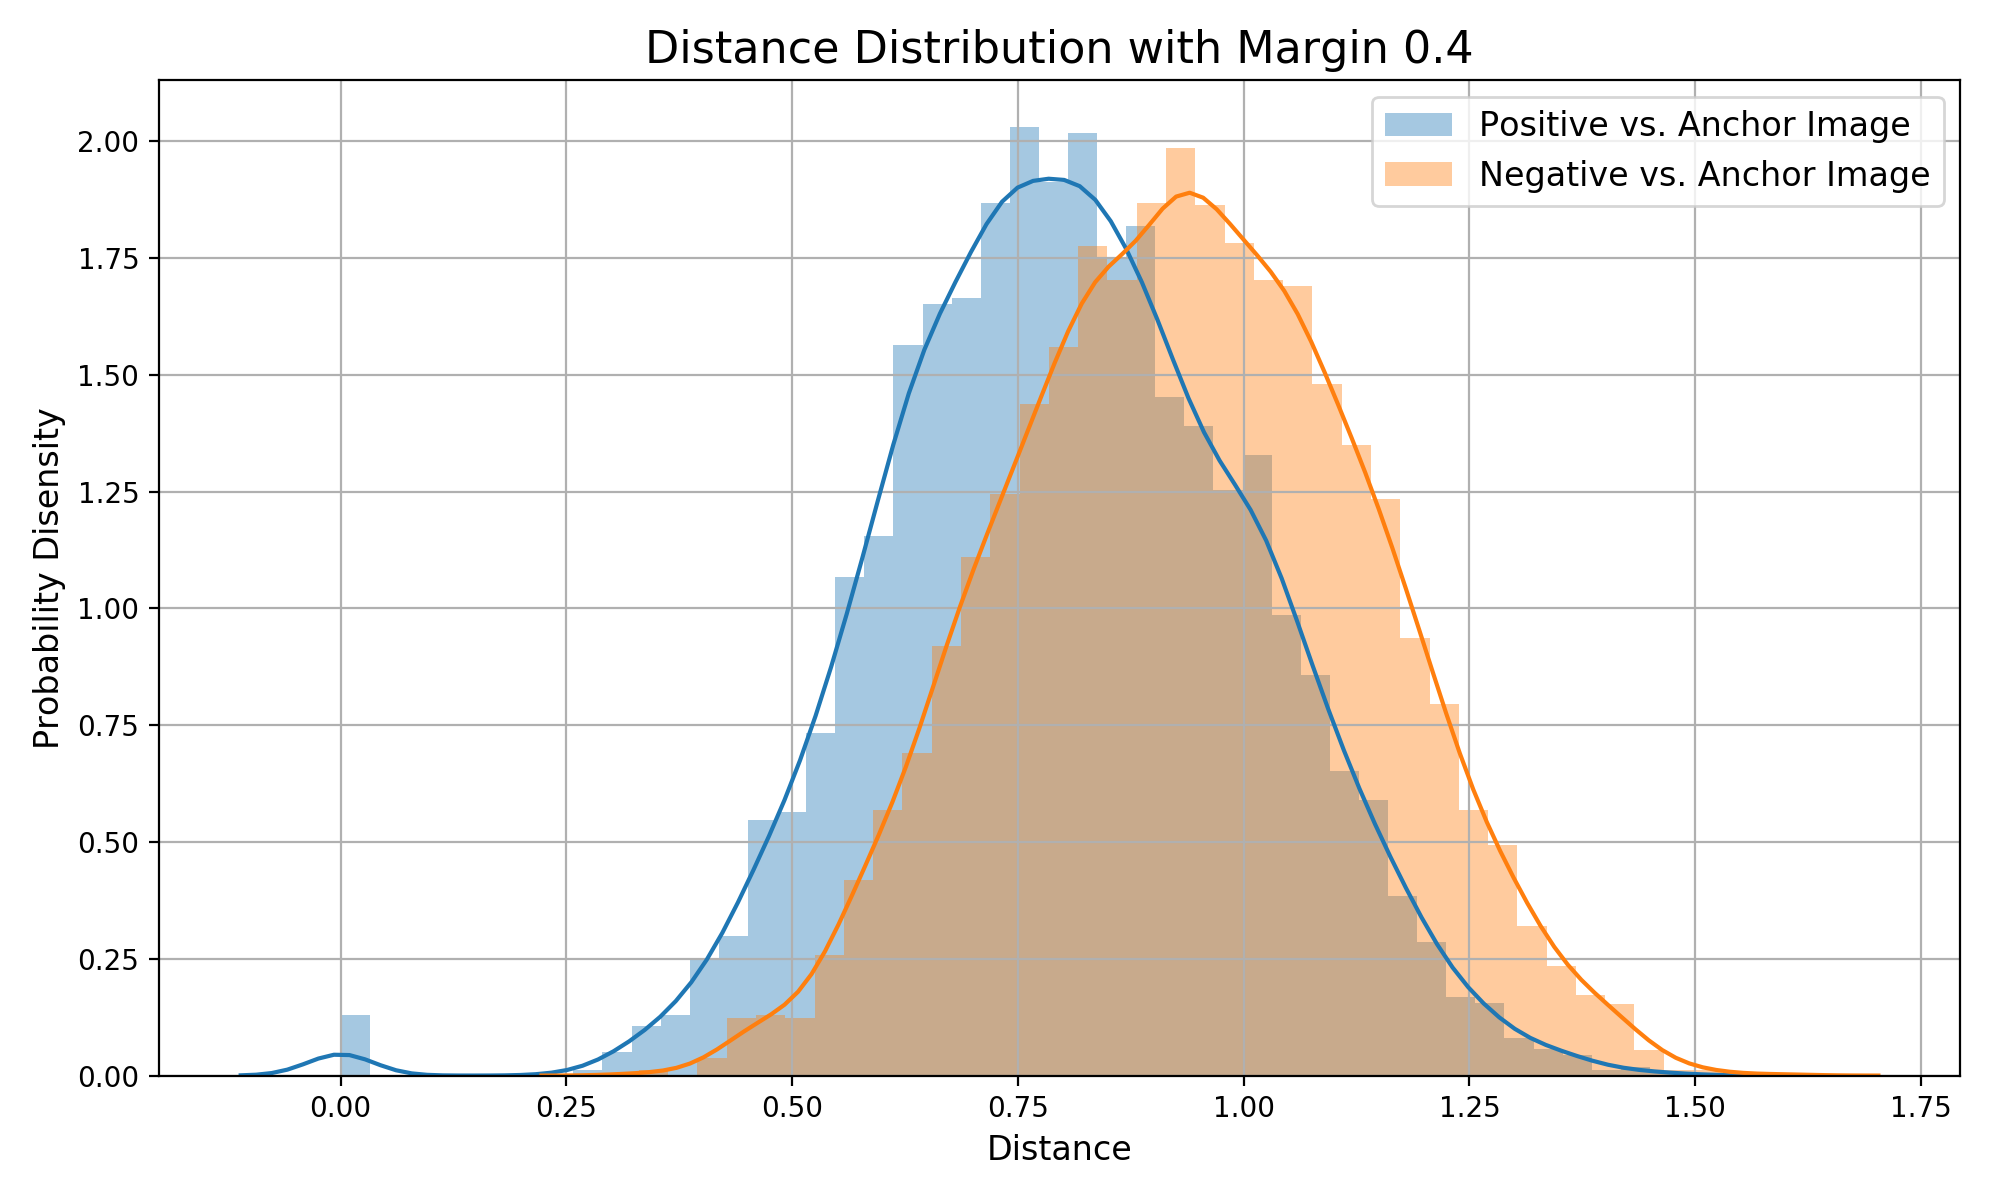 Distance Distribution with Margin 0.4
Positive vs. Anchor Image
Negative vs. Anchor Image
Probability Disensity
2.00
1.75
1.50
1.25
1.00
0.75
0.50
0.25
0.00
0.00 0.25 0.50 0.75 1.00 1.25 1.50 1.75
Distance